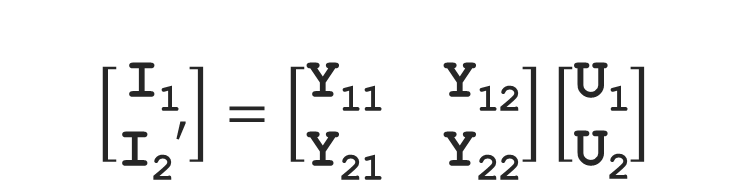 [I₁] = [Y₁₁ Y₁₂] [U₁]
[I₂′] [Y₂₁ Y₂₂] [U₂]